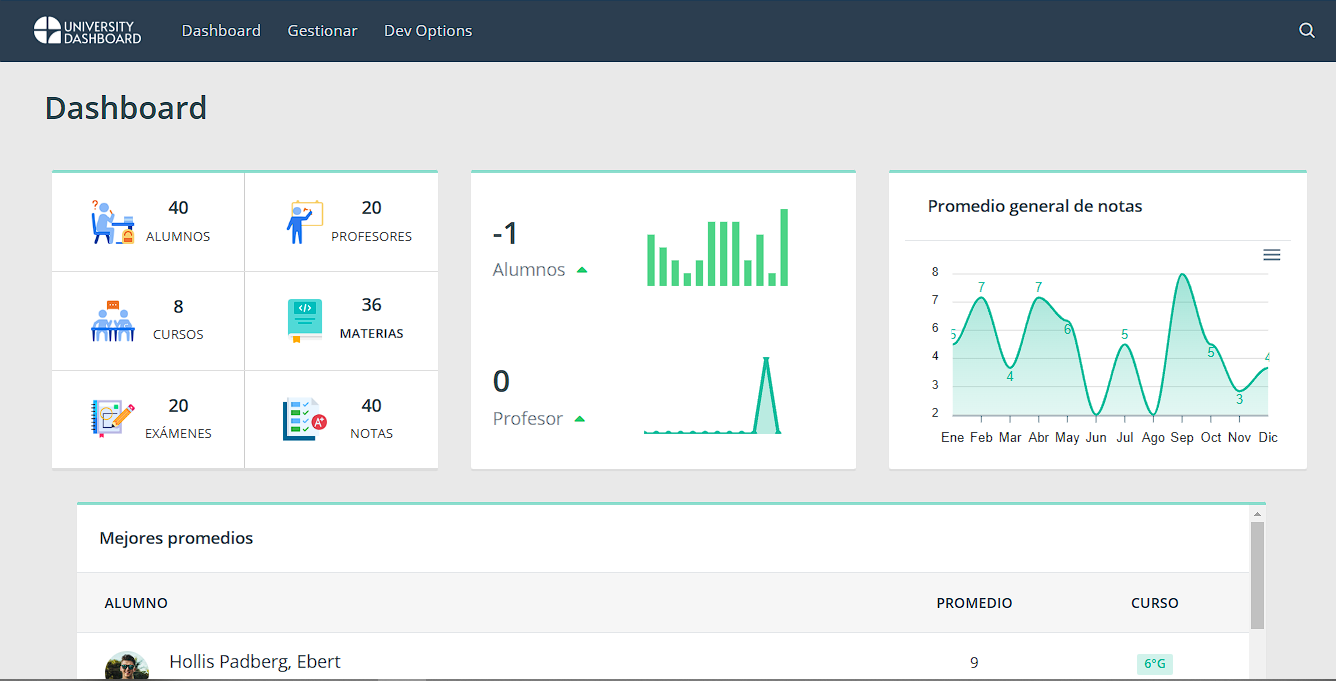 UNIVERSITY
DASHBOARD
Dashboard Gestionar Dev Options
Dashboard
40
ALUMNOS
20
PROFESORES
8
CURSOS
36
MATERIAS
20
EXÁMENES
40
NOTAS
-1
Alumnos
0
Profesor
Promedio general de notas
8
7
6
4
3
2
5 7 4 7 6 5 5 3 4
Ene Feb Mar Abr May Jun Jul Ago Sep Oct Nov Dic
Mejores promedios
ALUMNO PROMEDIO CURSO
Hollis Padberg, Ebert 9 6°G